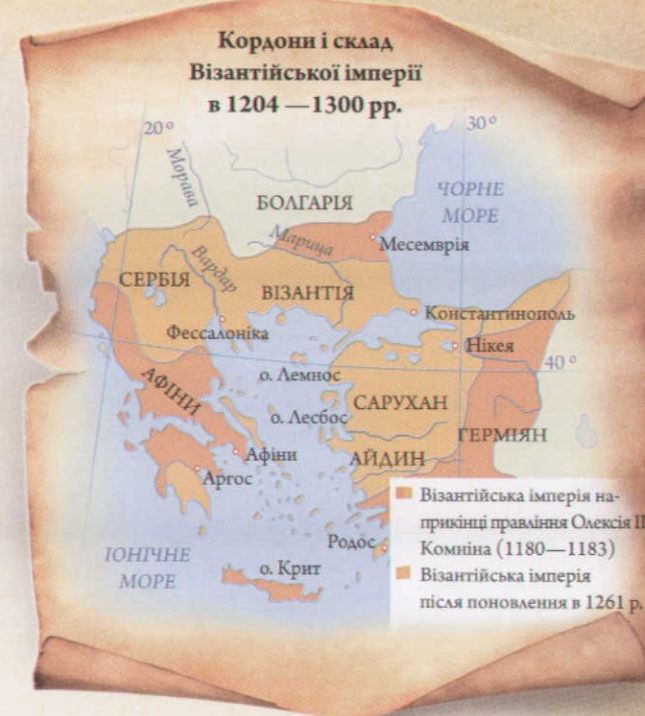 Кордони і склад
Візантійської імперії
в 1204 —1300 рр.
20°
30°
Морава
БОЛГАРІЯ
ЧОРНЕ
МОРЕ
Марица
Месемврія
СЕРБІЯ
Вардар
ВІЗАНТІЯ
Константинополь
Фессалоніка
Нікея
40°
о. Лемнос
АФІНИ
САРУХАН
о. Лесбос
ГЕРМІЯН
Афіни
АЙДИН
Аргос
Візантійська імперія на-
прикінці правління Олексія II
Комніна (1180—1183)
Родос
ІОНІЧНЕ
МОРЕ
о. Крит
Візантійська імперія
після поновлення в 1261 р.